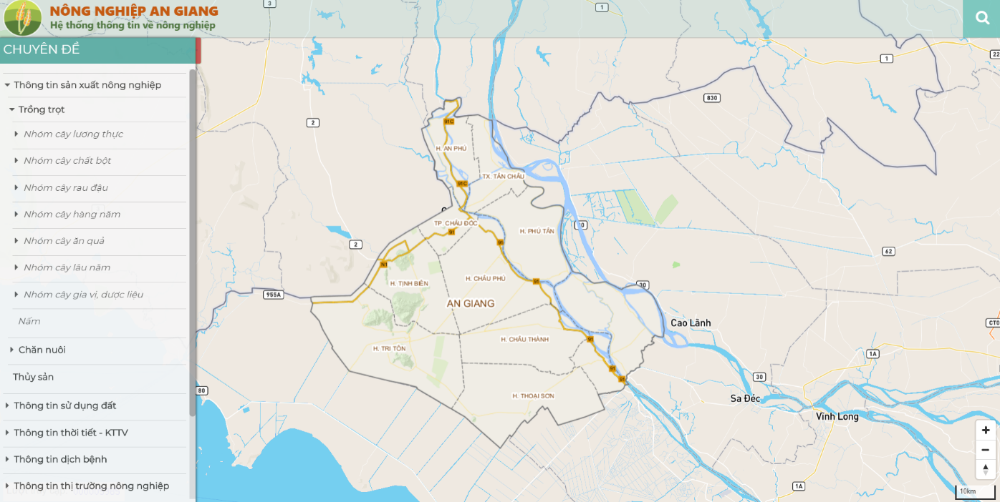 NÔNG NGHIỆP AN GIANG
Hệ thống thông tin về nông nghiệp
CHUYÊN ĐỀ
Thông tin sản xuất nông nghiệp
Trồng trọt
Nhóm cây lương thực
Nhóm cây chất bột
Nhóm cây rau đậu
Nhóm cây hàng năm
Nhóm cây ăn quả
Nhóm cây lâu năm
Nhóm cây gia vị, dược liệu
Nấm
Chăn nuôi
Thủy sản
Thông tin sử dụng đất
Thông tin thời tiết - KTTV
Thông tin dịch bệnh
Thông tin thị trường nông nghiệp
3
1
1
22
830
2
91C
H. AN PHÚ
TX. TÂN CHÂU
91C
TP. CHÂU ĐỐC
91
H. PHÚ TÂN
2
91
62
N1
H. TỊNH BIÊN
H. CHÂU PHÚ
91
30
955A
AN GIANG
Cao Lãnh
CT0
H. CHÂU THÀNH
91
H. TRI TÔN
1A
91
30
91
80
H. THOẠI SƠN
Sa Đéc
Vĩnh Long
1A
10km